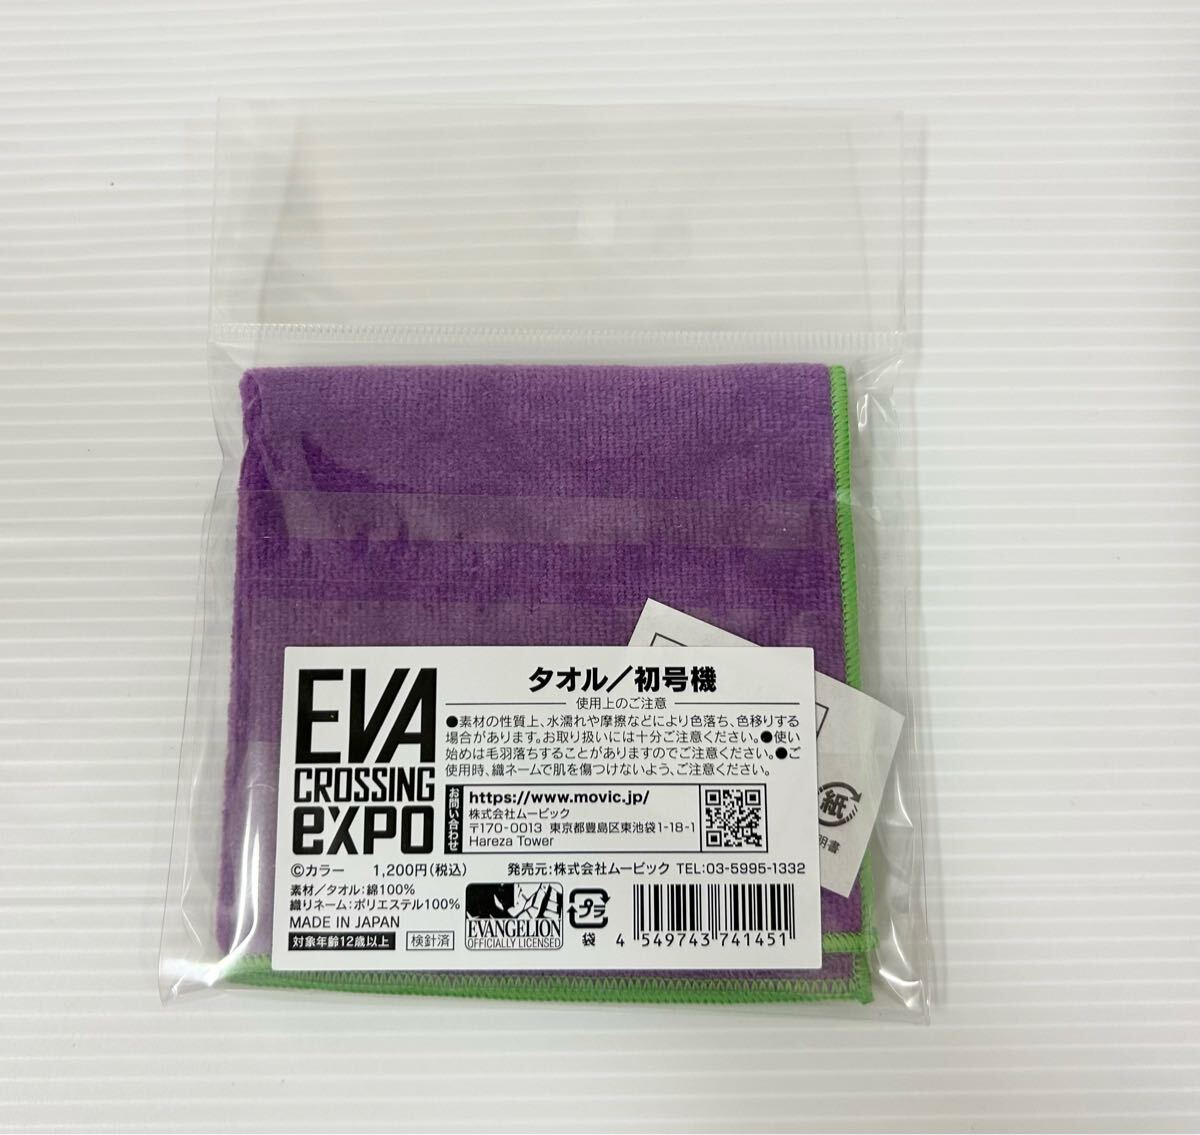 EVA
CROSSING
eXPO
タオル/初号機
使用上のご注意
●素材の性質上、水濡れや摩擦などにより色落ち、色移りする
場合があります。お取り扱いには十分ご注意ください。●使い
始めは毛羽落ちすることがありますのでご注意ください。●ご
使用時、織ネームで肌を傷つけないよう、ご注意ください。
お問い合わせ
https://www.movic.jp/
株式会社ムービック
〒170-0013 東京都豊島区東池袋1-18-1
Hareza Tower
©カラー 1,200円(税込) 発売元:株式会社ムービック TEL:03-5995-1332
素材/タオル:綿100%
織りネーム:ポリエステル100%
MADE IN JAPAN
対象年齢12歳以上 検針済
EVANGELION
OFFICIALLY LICENSED
プラ
袋
4 549743 741451
紙
明書